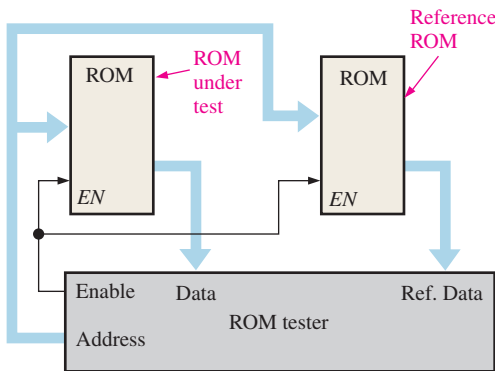 Reference
ROM
ROM
under
test
ROM
ROM
EN
EN
Enable
Data
Ref. Data
Address
ROM tester